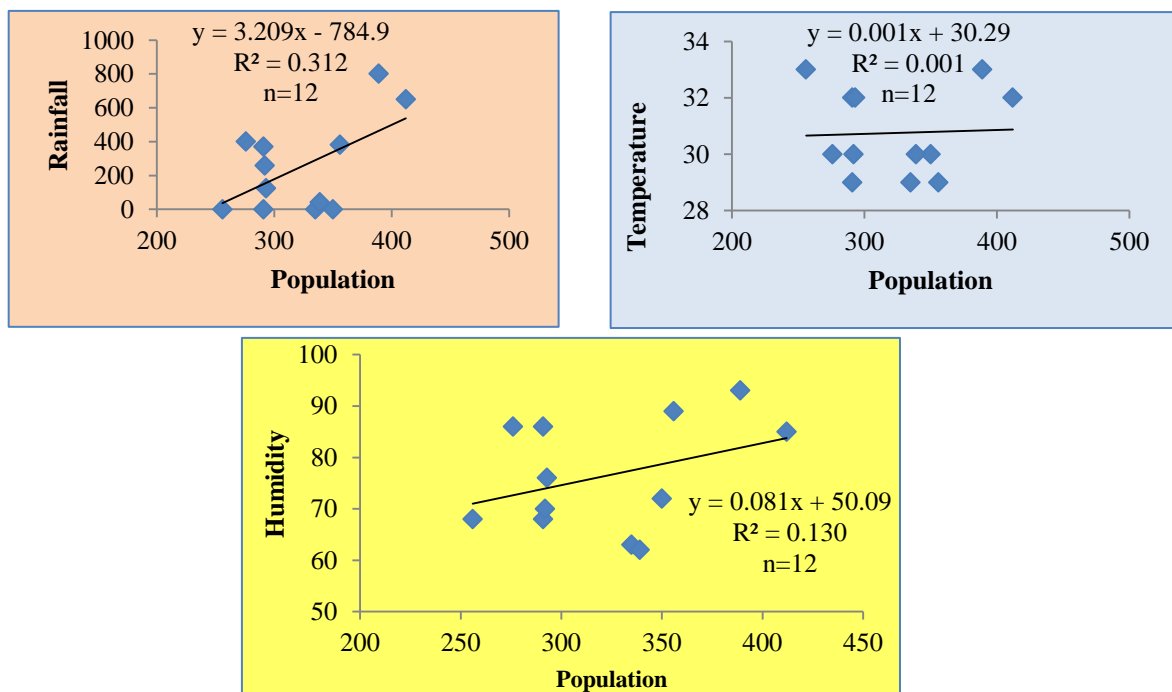 y = 3.209x - 784.9
R² = 0.312
n=12
1000
800
600
400
200
0
Rainfall
200 300 400 500
Population
y = 0.001x + 30.29
R² = 0.001
n=12
34
32
30
28
Temperature
200 300 400 500
Population
100
90
80
70
60
50
Humidity
y = 0.081x + 50.09
R² = 0.130
n=12
200 250 300 350 400 450
Population